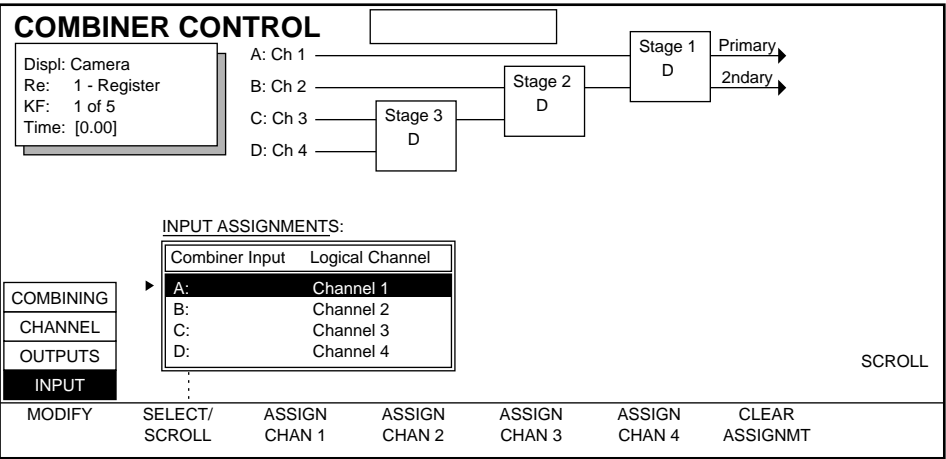 COMBINER CONTROL
Displ: Camera
Re: 1 - Register
KF: 1 of 5
Time: [0.00]
A: Ch 1
B: Ch 2
C: Ch 3
D: Ch 4
Stage 3
D
Stage 2
D
Stage 1
D
Primary
2ndary
INPUT ASSIGNMENTS:
Combiner Input Logical Channel
A: Channel 1
B: Channel 2
C: Channel 3
D: Channel 4
COMBINING
CHANNEL
OUTPUTS
INPUT
SCROLL
MODIFY
SELECT/
SCROLL
ASSIGN
CHAN 1
ASSIGN
CHAN 2
ASSIGN
CHAN 3
ASSIGN
CHAN 4
CLEAR
ASSIGNMT